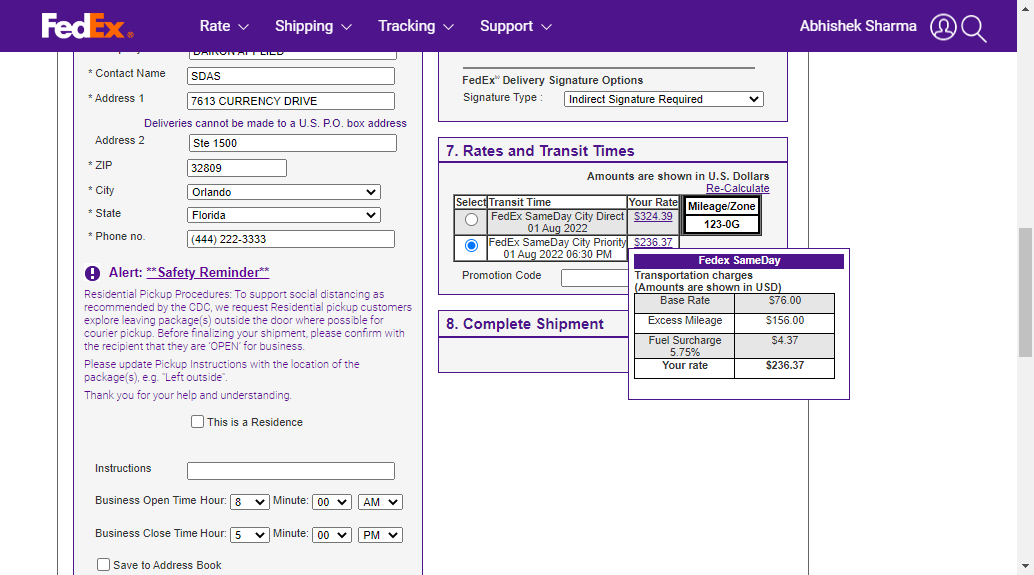 FedEx®
Rate
Shipping
Tracking
Support
Abhishek Sharma
* Contact Name
SDAS
* Address 1
7613 CURRENCY DRIVE
Deliveries cannot be made to a U.S. P.O. box address
Address 2
Ste 1500
* ZIP
32809
* City
Orlando
* State
Florida
* Phone no.
(444) 222-3333
Alert: **Safety Reminder**
Residential Pickup Procedures: To support social distancing as
recommended by the CDC, we request Residential pickup customers
explore leaving package(s) outside the door where possible for
courier pickup. Before finalizing your shipment, please confirm with
the recipient that they are 'OPEN' for business.
Please update Pickup Instructions with the location of the
package(s), e.g. "Left outside".
Thank you for your help and understanding.
This is a Residence
Instructions
Business Open Time Hour: 8 Minute: 00 AM
Business Close Time Hour: 5 Minute: 00 PM
Save to Address Book
FedEx® Delivery Signature Options
Signature Type : Indirect Signature Required
7. Rates and Transit Times
Amounts are shown in U.S. Dollars
Re-Calculate
Select Transit Time Your Rate Mileage/Zone
FedEx SameDay City Direct $324.39
01 Aug 2022
123-0G
FedEx SameDay City Priority $236.37
01 Aug 2022 06:30 PM
Promotion Code
Fedex SameDay
Transportation charges
(Amounts are shown in USD)
Base Rate $76.00
Excess Mileage $156.00
Fuel Surcharge $4.37
5.75%
Your rate $236.37
8. Complete Shipment